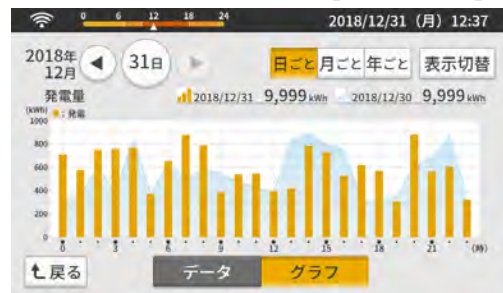 0 6 12 18 24
2018/12/31（月）12:37
2018年
12月
◀ 31日 ▶
日ごと 月ごと 年ごと 表示切替
発電量
2018/12/31 9,999 kWh 2018/12/30 9,999 kWh
(kWh)
：発電
1000
800
600
400
200
0
0 3 6 9 12 15 18 21 (時)
戻る データ グラフ